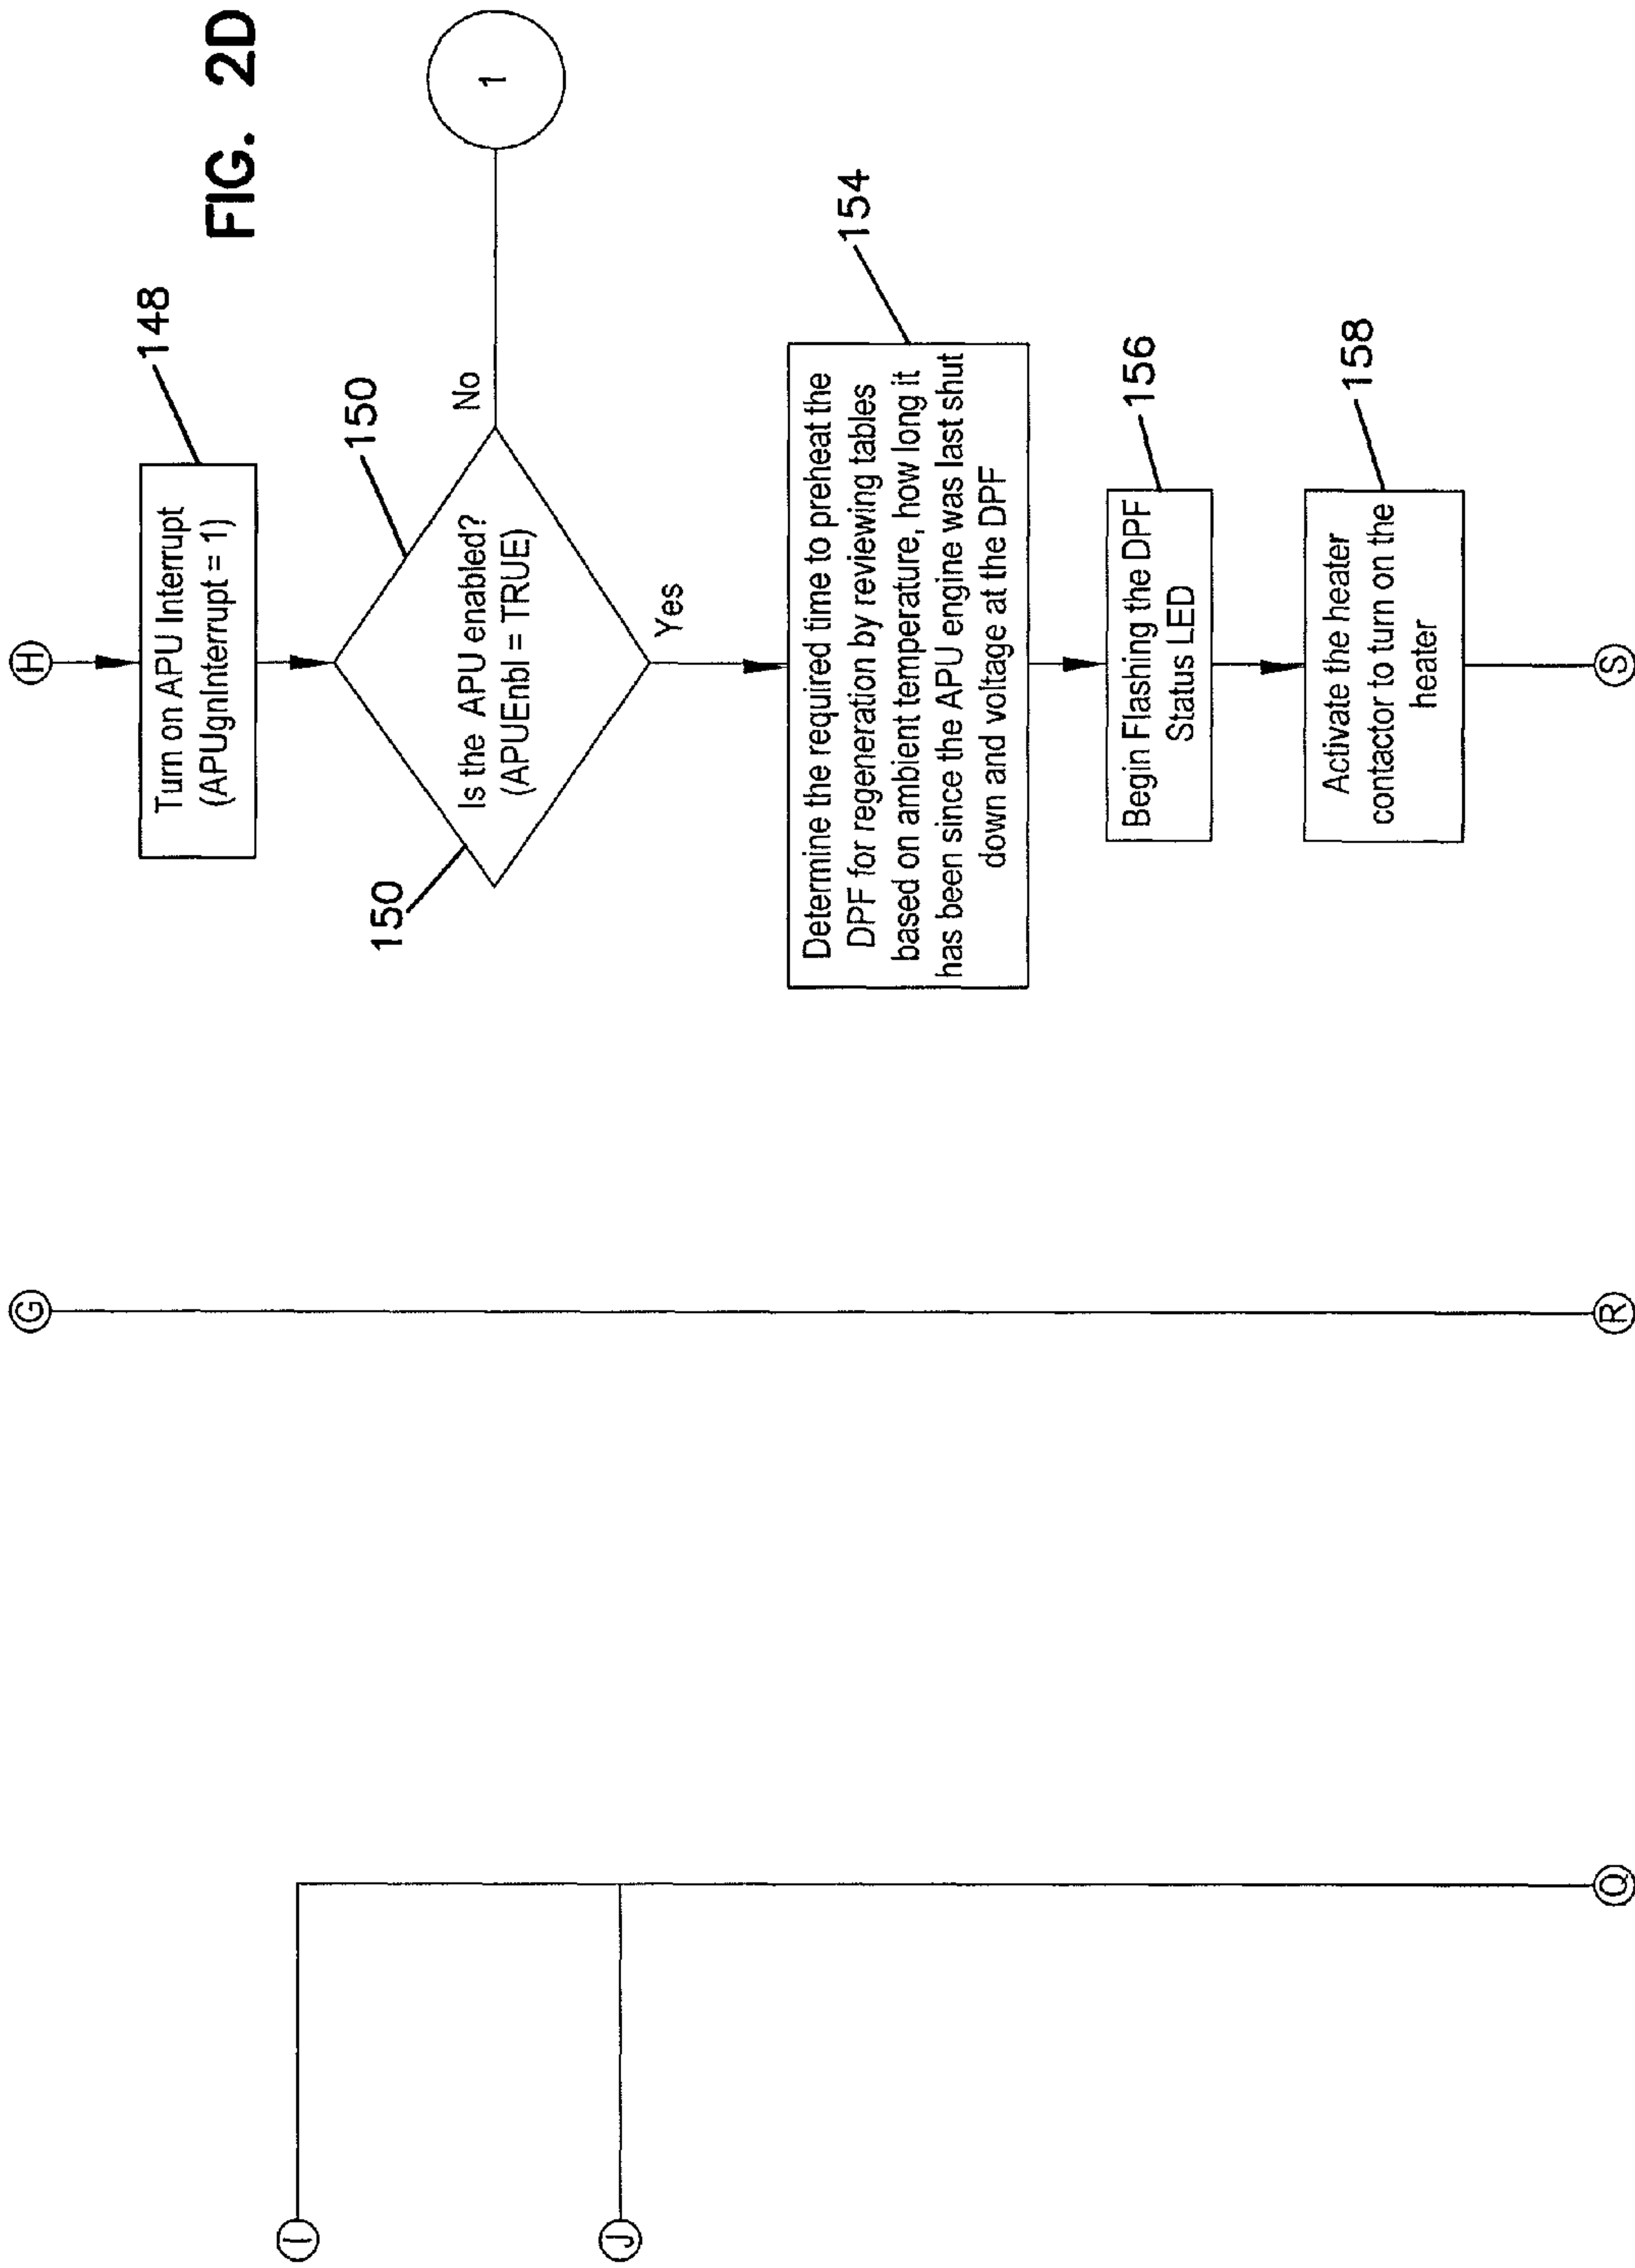 FIG. 2D
H
148
Turn on APU Interrupt
(APUgnInterrupt = 1)
150
150
Is the APU enabled?
(APUEnbl = TRUE)
No
1
Yes
154
Determine the required time to preheat the
DPF for regeneration by reviewing tables
based on ambient temperature, how long it
has been since the APU engine was last shut
down and voltage at the DPF
156
Begin Flashing the DPF
Status LED
158
Activate the heater
contactor to turn on the
heater
S
G
R
I
J
Q